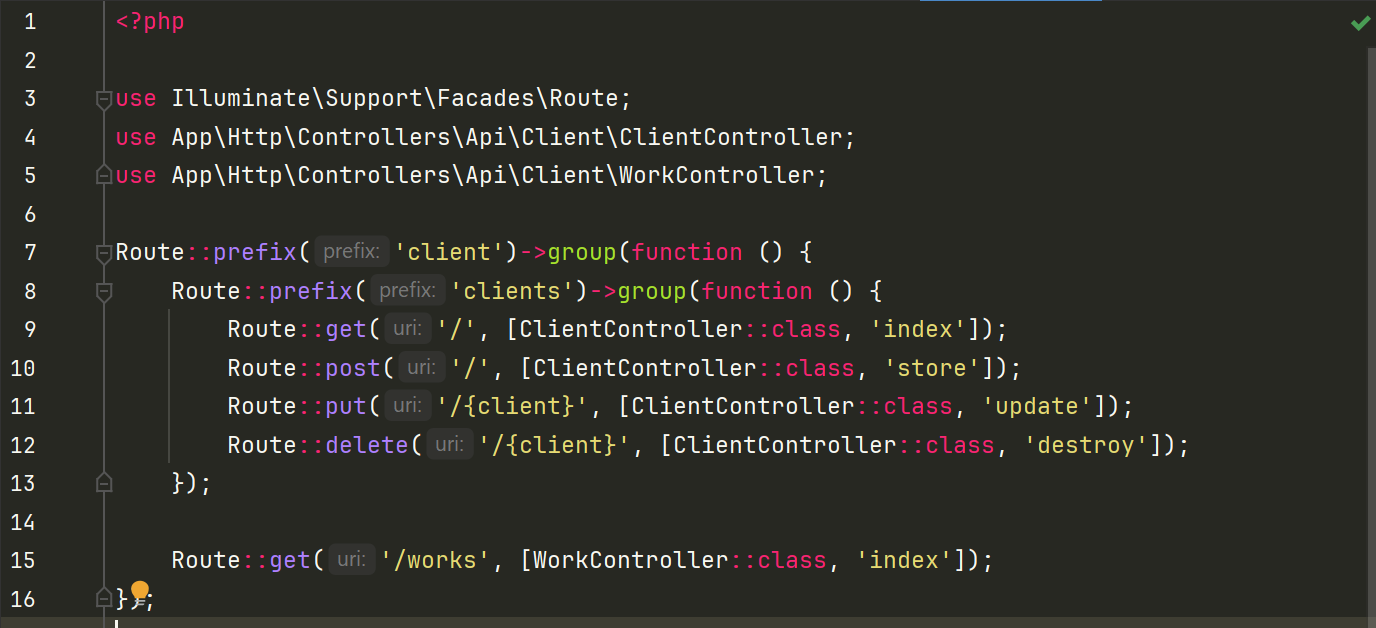 1 <?php
2
3 use Illuminate\Support\Facades\Route;
4 use App\Http\Controllers\Api\Client\ClientController;
5 use App\Http\Controllers\Api\Client\WorkController;
6
7 Route::prefix( prefix: 'client')->group(function () {
8     Route::prefix( prefix: 'clients')->group(function () {
9         Route::get( uri: '/', [ClientController::class, 'index']);
10         Route::post( uri: '/', [ClientController::class, 'store']);
11         Route::put( uri: '/{client}', [ClientController::class, 'update']);
12         Route::delete( uri: '/{client}', [ClientController::class, 'destroy']);
13     });
14
15     Route::get( uri: '/works', [WorkController::class, 'index']);
16 });